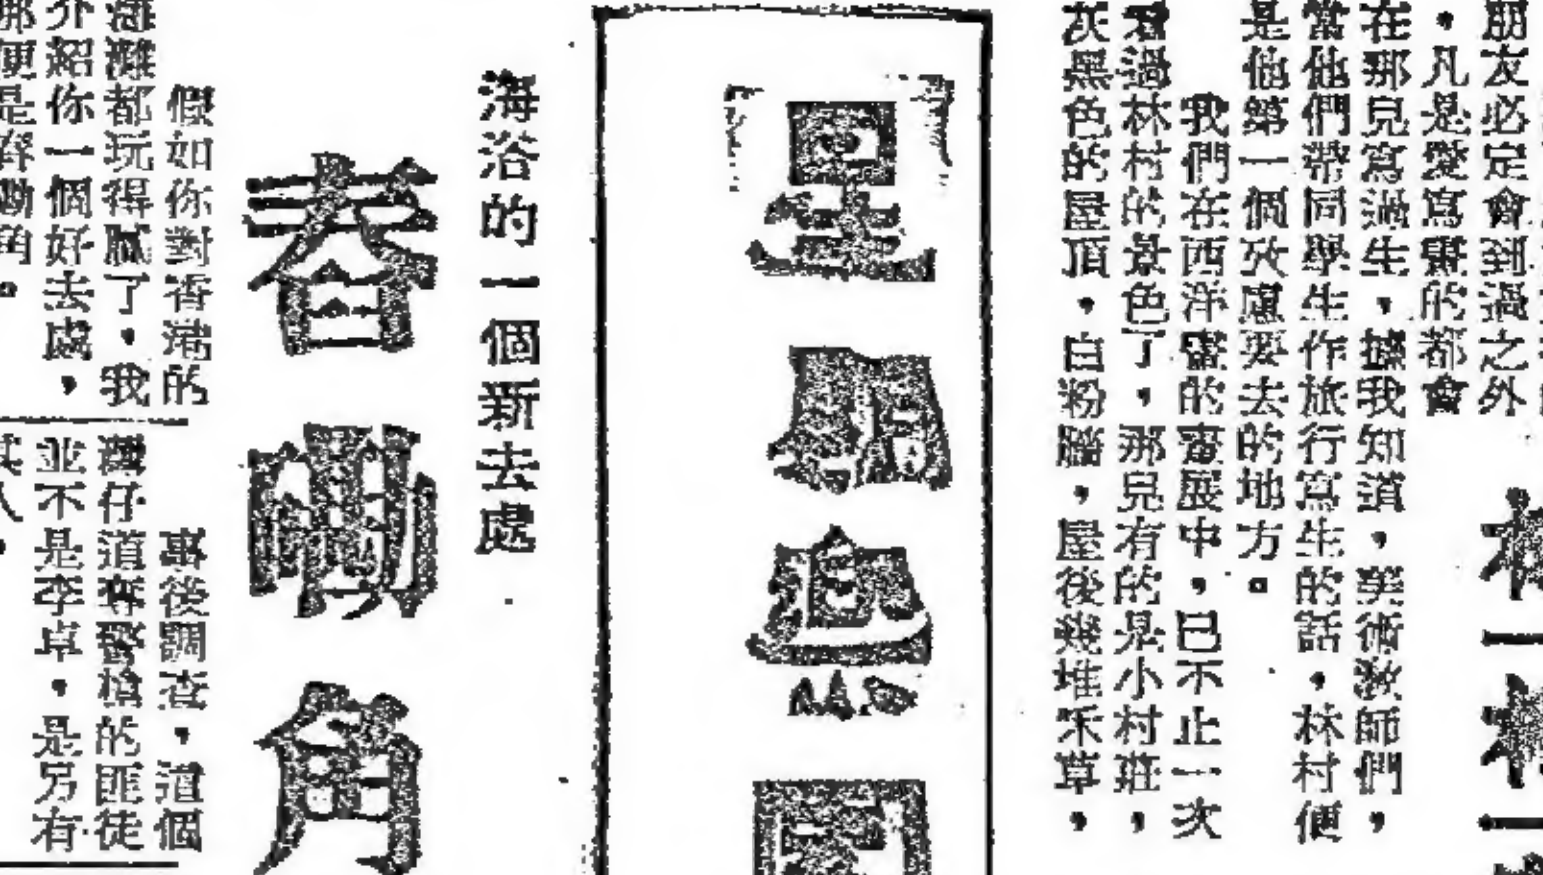 朋友必定會到過之外
，凡是愛寫畫的都會
在那兒寫過生，據我知道，美術教師們，
當他們帶同學生作旅行寫生的話，林村便
是他第一個攷慮要去的地方。
我們在西洋畫的畫展中，已不止一次
看過林村的景色了，那兒有的是小村莊，
灰黑色的屋頂，白粉牆，屋後幾堆禾草，
海浴的一個新去處
舂磡角
假如你對香港的
海灘都玩得膩了，我
介紹你一個好去處，
那便是舂磡角。
事後調查，這個
灣仔道奪警槍的匪徒
並不是李卓，是另有
其人，